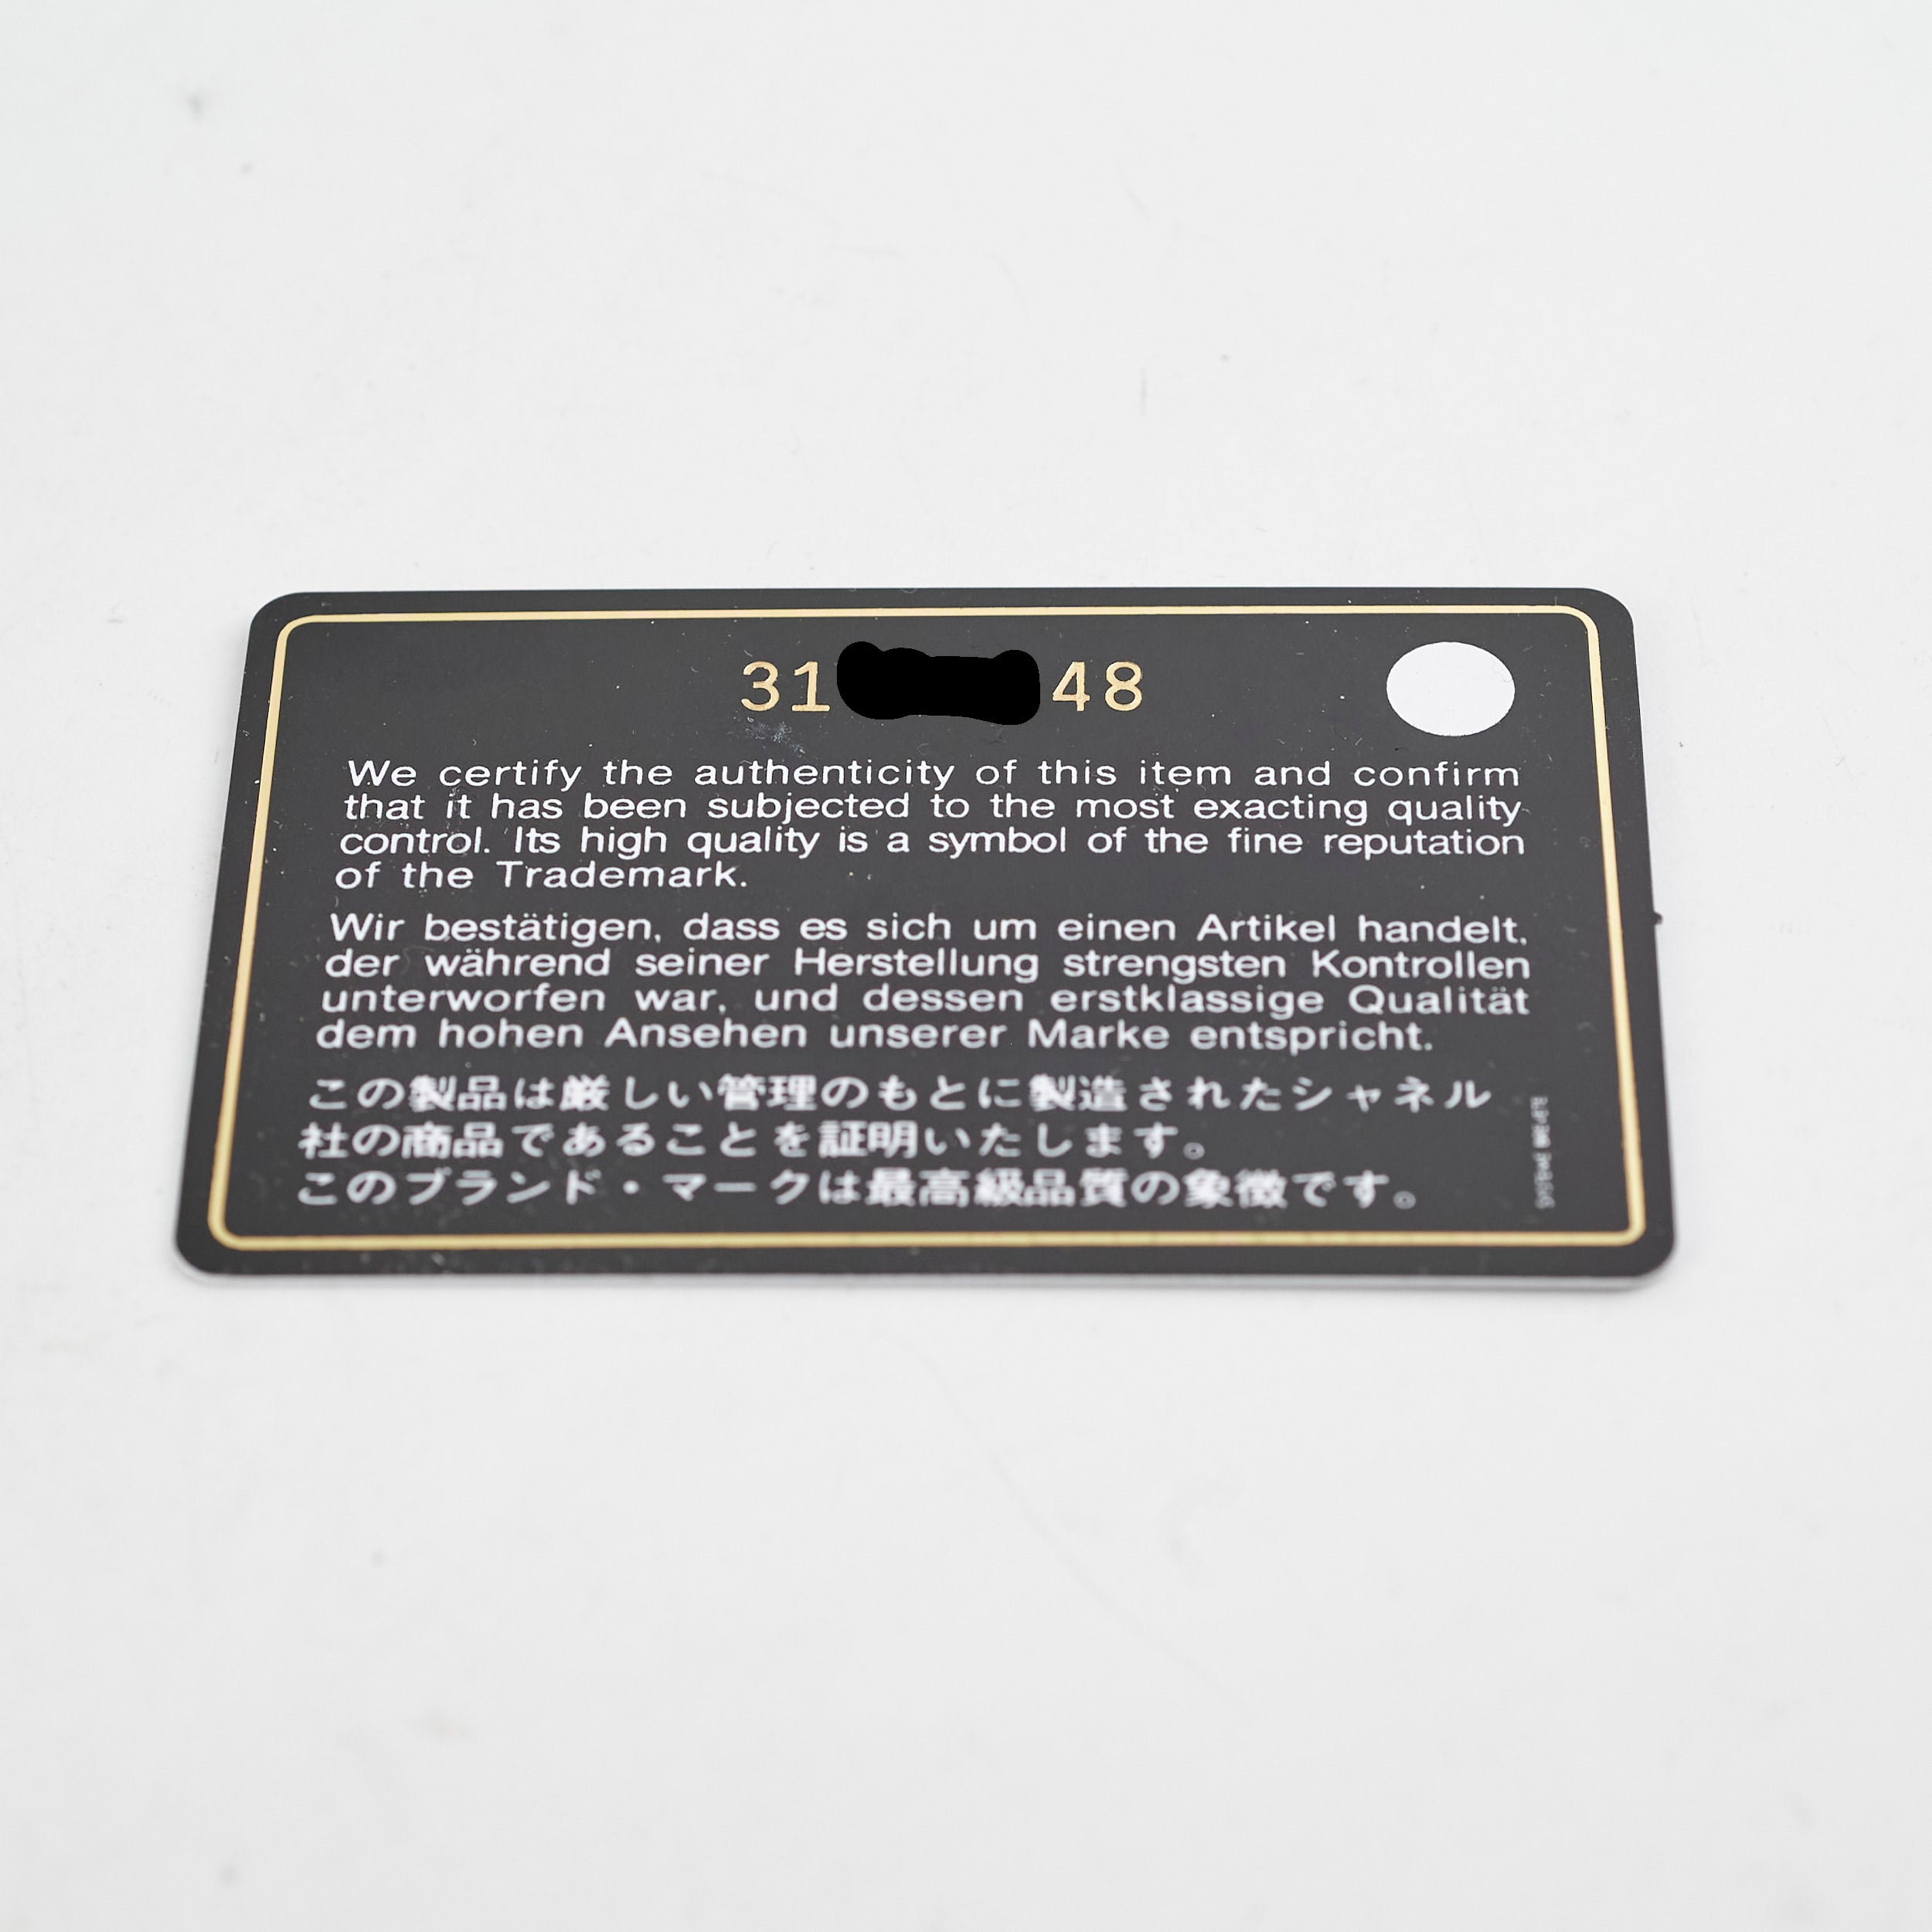 31 48
We certify the authenticity of this item and confirm
that it has been subjected to the most exacting quality
control. Its high quality is a symbol of the fine reputation
of the Trademark.
Wir bestätigen, dass es sich um einen Artikel handelt,
der während seiner Herstellung strengsten Kontrollen
unterworfen war, und dessen erstklassige Qualität
dem hohen Ansehen unserer Marke entspricht.
この製品は厳しい管理のもとに製造されたシャネル
社の商品であることを証明いたします。
このブランド・マークは最高級品質の象徴です。